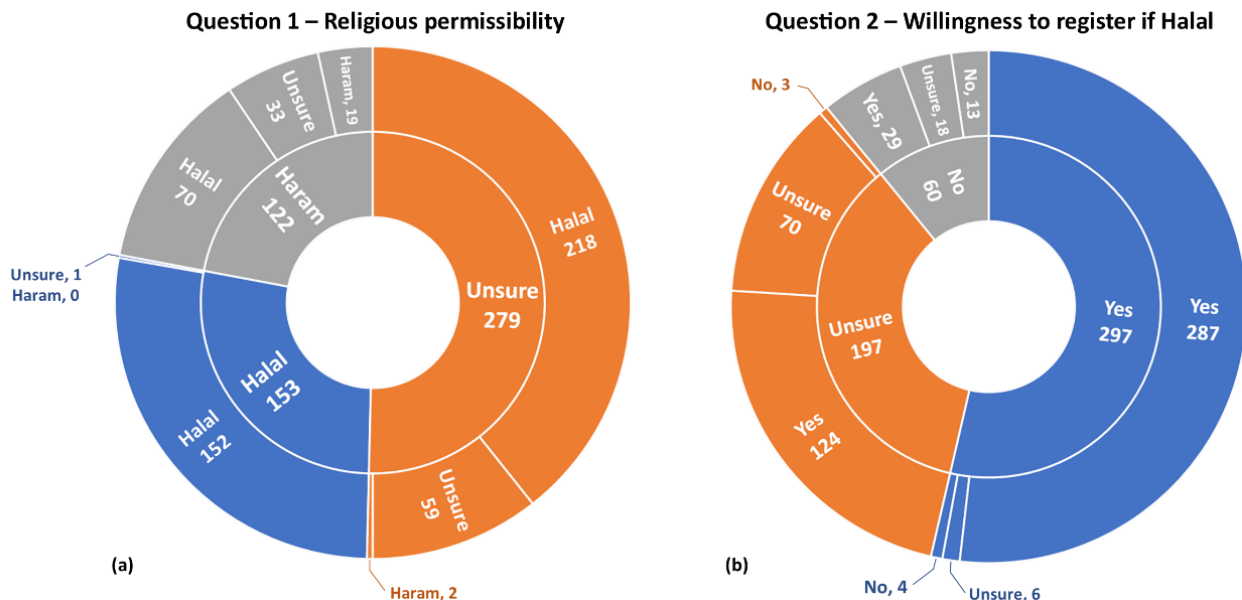 Question 1 – Religious permissibility
Haram, 19
Unsure
33
Halal
70
Haram
122
Halal
218
Unsure
279
Unsure, 1
Haram, 0
Halal
153
Halal
152
Unsure
59
Haram, 2
(a)
Question 2 – Willingness to register if Halal
No, 3
Yes, 29
Unsure, 18
No, 13
No
60
Unsure
70
Unsure
197
Yes
297
Yes
287
Yes
124
No, 4
Unsure, 6
(b)